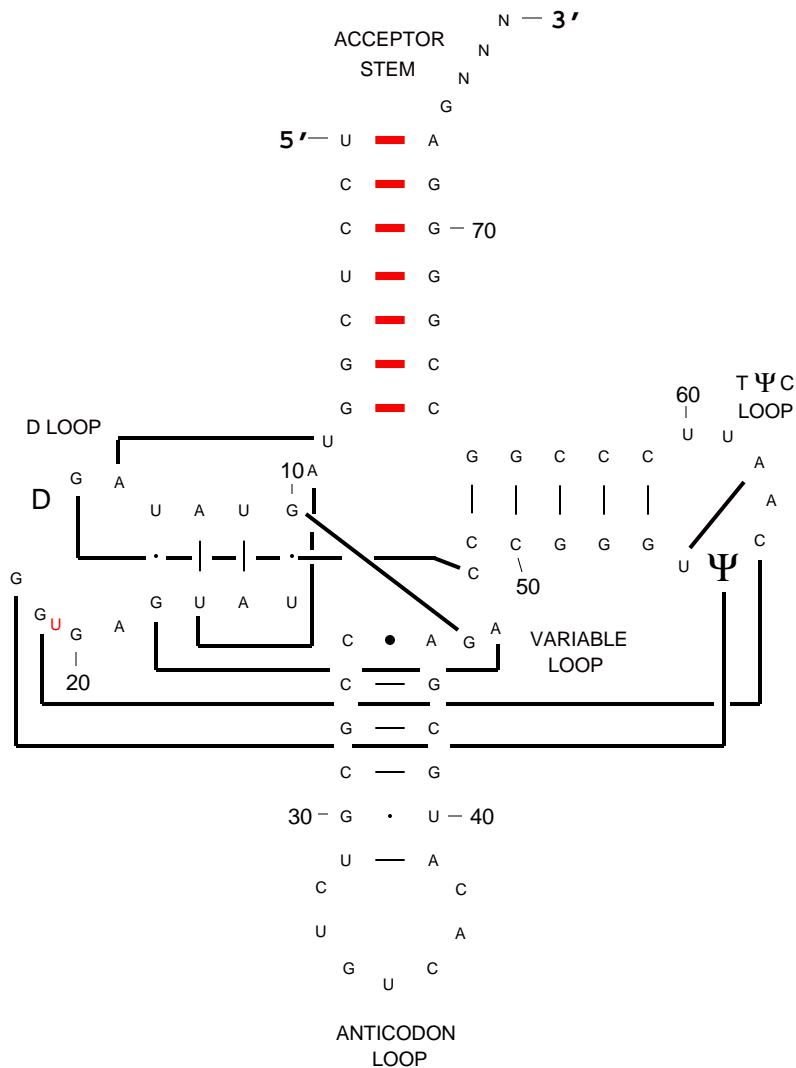 N 3'
ACCEPTOR N
STEM N
G
5' U A
C G
C G 70
U G
C G
G C
G C
T Ψ C
60 LOOP
D LOOP U U U
G A 10 A G G C C C A
D U A U G A
C C G G G U Ψ C
G C 50
G U G A G U A U
20
C A G A VARIABLE
LOOP
C G
G C
C G
30 G U 40
U A
C C
U A
G U C
ANTICODON
LOOP